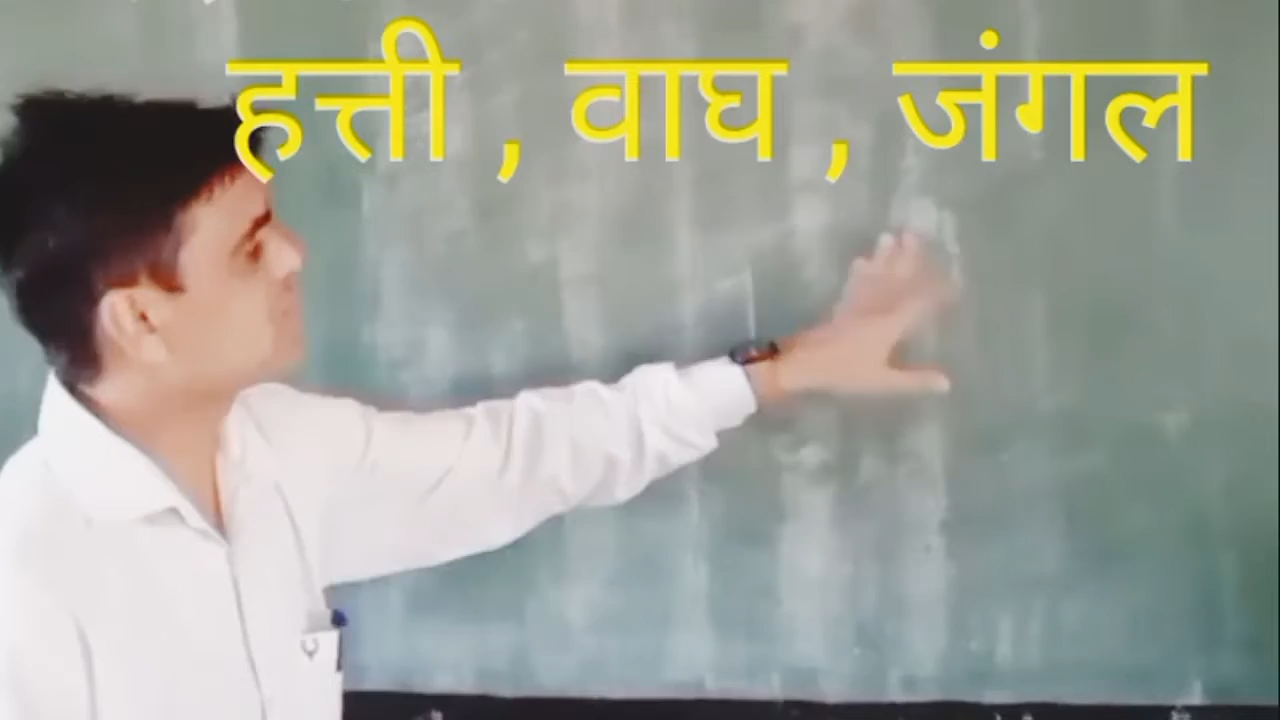 हत्ती , वाघ , जंगल